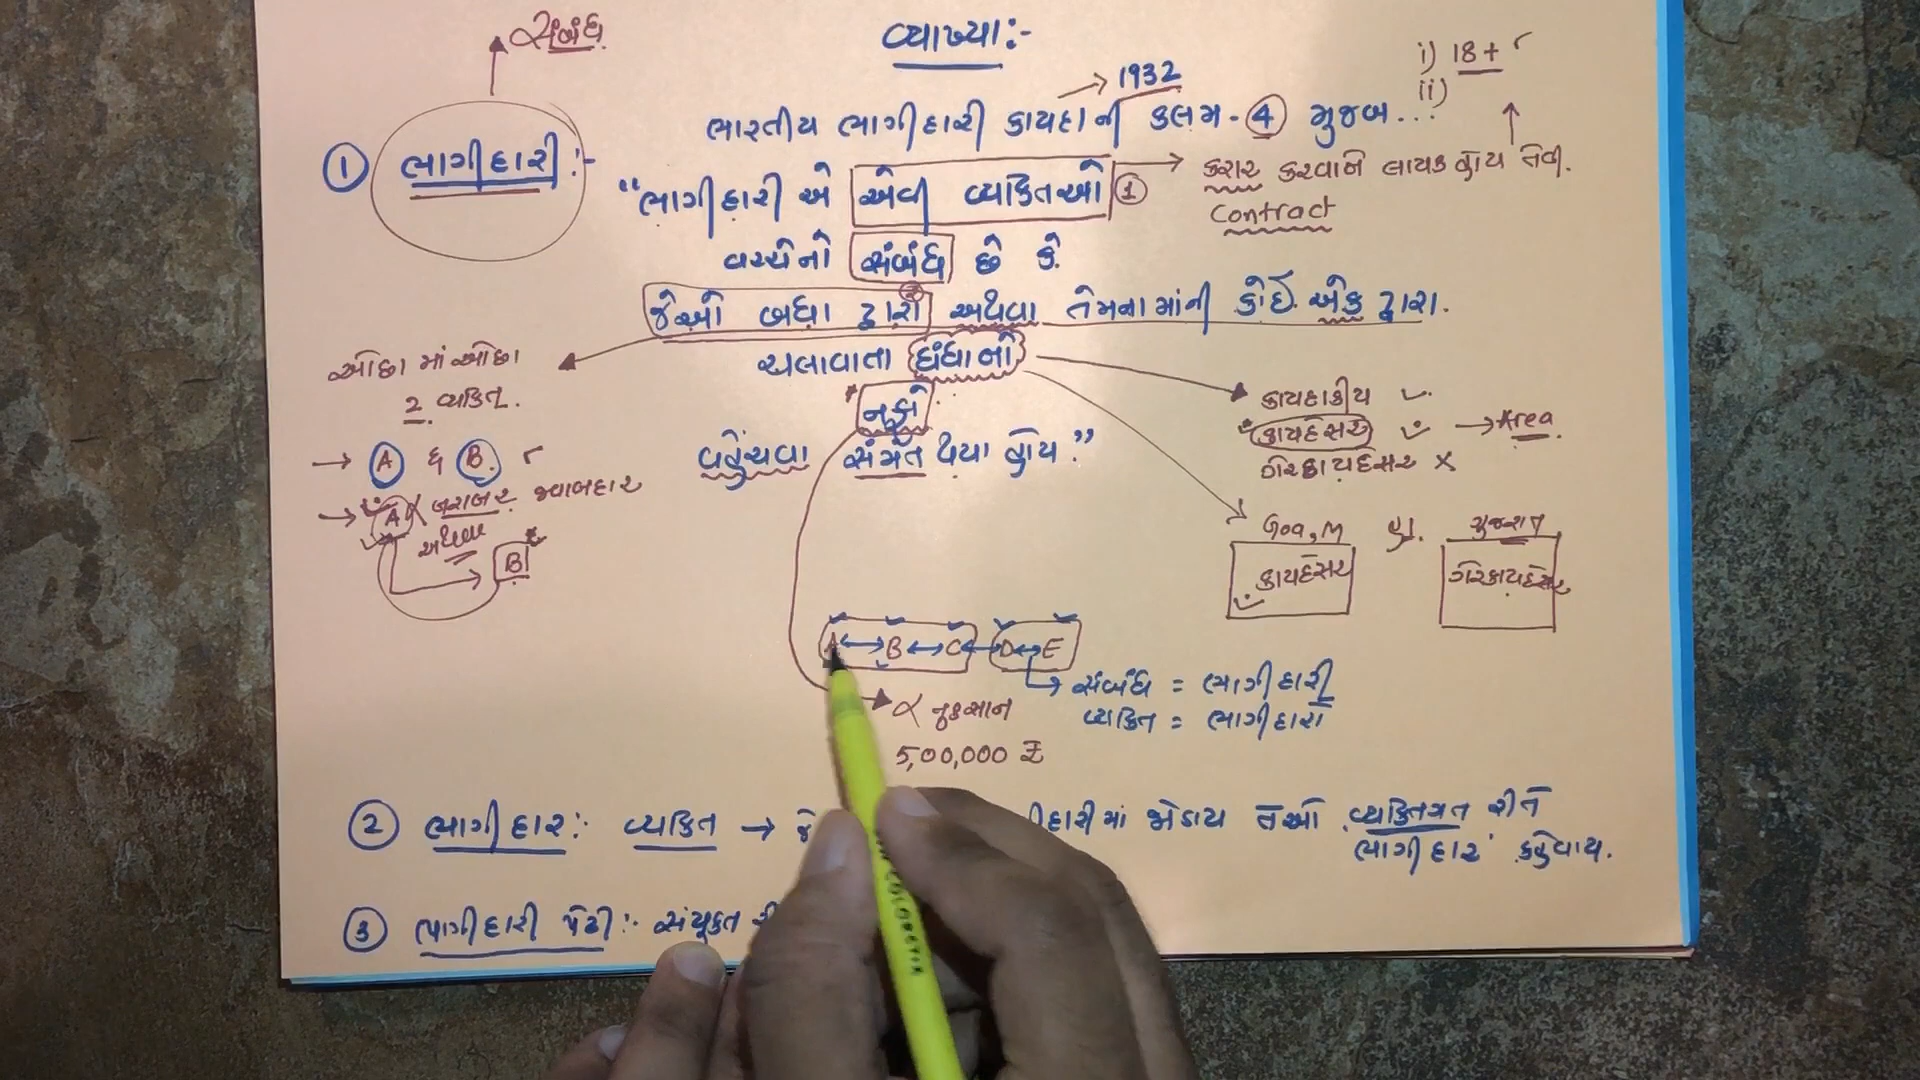 સંબંધ
વ્યાખ્યા:-
1932
i) 18+
ii)
① ભાગીદારી:-
ભારતીય ભાગીદારી કાયદાની કલમ-④ મુજબ...
"ભાગીદારી એ એવી વ્યકિતઓ ①
કરાર કરવાને લાયક હોય તેવી.
Contract
વચ્ચેનો સંબંધ છે કે
જેઓ બધા દ્વારા અથવા તેમનામાંની કોઈ એક દ્વારા.
ચલાવાતા ધંધાનો
નફો
વહેંચવા સંમત થયા હોય."
ઓછામાં ઓછા
2 વ્યકિત.
→ A & B
→ A બરાબર જવાબદાર
અથવા
B
કાયદાકીય
કાયદેસર → Area
ગેરકાયદેસર X
Goa, M
કાયદેસર
ગુજરાત
ગેરકાયદેસર
A ↔ B ↔ C ↔ D ↔ E
સંબંધ = ભાગીદારી
વ્યકિત = ભાગીદારો
નુકસાન
5,00,000 ₹
② ભાગીદાર: વ્યકિત → જે
માં જોડાય તેઓ વ્યકિતગત રીતે
ભાગીદાર કહેવાય.
③ ભાગીદારી પેઢી:- સંયુકત